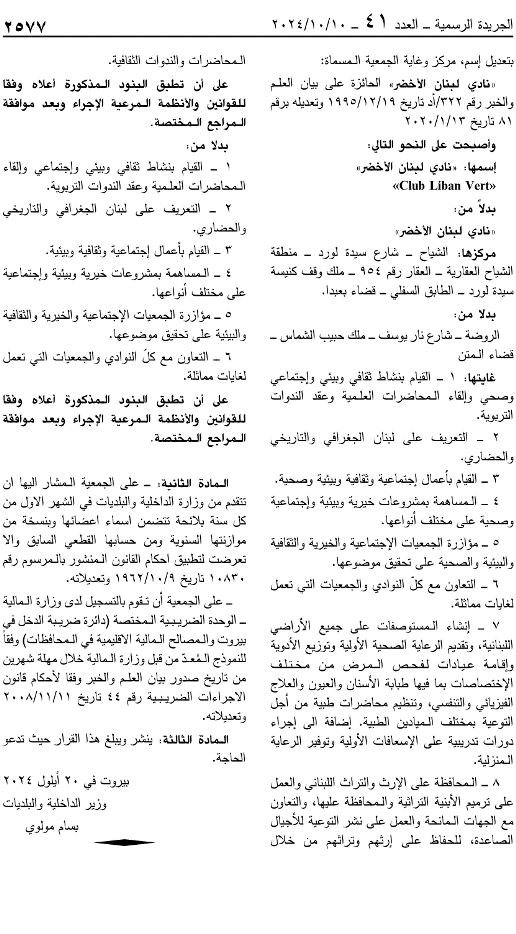 الجريدة الرسمية – العدد ٤١ – ٢٠٢٤/١٠/١٠
٢٥٧٧
بتعديل إسم، مركز وغاية الجمعية المسماة:
«نادي لبنان الأخضر» الحائزة على بيان العلم
والخبر رقم ٣٢٢/أد تاريخ ١٩٩٥/١٢/١٩ وتعديله برقم
٨١ تاريخ ٢٠٢٠/١/١٣
وأصبحت على النحو التالي:
إسمها: «نادي لبنان الأخضر»
«Club Liban Vert»
بدلاً من:
«نادي لبنان الأخضر»
مركزها: الشياح – شارع سيدة لورد – منطقة
الشياح العقارية – العقار رقم ٩٥٤ – ملك وقف كنيسة
سيدة لورد – الطابق السفلي – قضاء بعبدا.
بدلا من:
الروضة – شارع نار يوسف – ملك حبيب الشماس –
قضاء المتن
غايتها: ١ – القيام بنشاط ثقافي وبيئي وإجتماعي
وصحي وإلقاء المحاضرات العلمية وعقد الندوات
التربوية.
٢ – التعريف على لبنان الجغرافي والتاريخي
والحضاري.
٣ – القيام بأعمال إجتماعية وثقافية وبيئية وصحية.
٤ – المساهمة بمشروعات خيرية وبيئية وإجتماعية
وصحية على مختلف أنواعها.
٥ – مؤازرة الجمعيات الإجتماعية والخيرية والثقافية
والبيئية والصحية على تحقيق موضوعها.
٦ – التعاون مع كلّ النوادي والجمعيات التي تعمل
لغايات مماثلة.
٧ – إنشاء المستوصفات على جميع الأراضي
اللبنانية، وتقديم الرعاية الصحية الأولية وتوزيع الأدوية
وإقامة عيادات لفحص المرض من مختلف
الإختصاصات بما فيها طبابة الأسنان والعيون والعلاج
الفيزيائي والتنفسي، وتنظيم محاضرات طبية من أجل
التوعية بمختلف الميادين الطبية. إضافة الى إجراء
دورات تدريبية على الإسعافات الأولية وتوفير الرعاية
المنزلية.
٨ – المحافظة على الإرث والتراث اللبناني والعمل
على ترميم الأبنية التراثية والمحافظة عليها، والتعاون
مع الجهات المانحة والعمل على نشر التوعية للأجيال
الصاعدة، للحفاظ على إرثهم وتراثهم من خلال
المحاضرات والندوات الثقافية.
على أن تطبق البنود المذكورة أعلاه وفقا
للقوانين والأنظمة المرعية الإجراء وبعد موافقة
المراجع المختصة.
بدلا من:
١ – القيام بنشاط ثقافي وبيئي وإجتماعي وإلقاء
المحاضرات العلمية وعقد الندوات التربوية.
٢ – التعريف على لبنان الجغرافي والتاريخي
والحضاري.
٣ – القيام بأعمال إجتماعية وثقافية وبيئية.
٤ – المساهمة بمشروعات خيرية وبيئية وإجتماعية
على مختلف أنواعها.
٥ – مؤازرة الجمعيات الإجتماعية والخيرية والثقافية
والبيئية على تحقيق موضوعها.
٦ – التعاون مع كلّ النوادي والجمعيات التي تعمل
لغايات مماثلة.
على أن تطبق البنود المذكورة أعلاه وفقا
للقوانين والأنظمة المرعية الإجراء وبعد موافقة
المراجع المختصة.
المادة الثانية: – على الجمعية المشار اليها ان
تتقدم من وزارة الداخلية والبلديات في الشهر الاول من
كل سنة بلائحة تتضمن اسماء اعضائها وبنسخة من
موازنتها السنوية ومن حسابها القطعي السابق والا
تعرضت لتطبيق احكام القانون المنشور بالمرسوم رقم
١٠٨٣٠ تاريخ ١٩٦٢/١٠/٩ وتعديلاته.
– على الجمعية أن تقوم بالتسجيل لدى وزارة المالية
– الوحدة الضريبية المختصة (دائرة ضريبة الدخل في
بيروت والمصالح المالية الاقليمية في المحافظات) وفقاً
للنموذج المُعدّ من قبل وزارة المالية خلال مهلة شهرين
من تاريخ صدور بيان العلم والخبر وفقا لأحكام قانون
الاجراءات الضريبية رقم ٤٤ تاريخ ٢٠٠٨/١١/١١
وتعديلاته.
المادة الثالثة: ينشر ويبلغ هذا القرار حيث تدعو
الحاجة.
بيروت في ٢٠ أيلول ٢٠٢٤
وزير الداخلية والبلديات
بسام مولوي